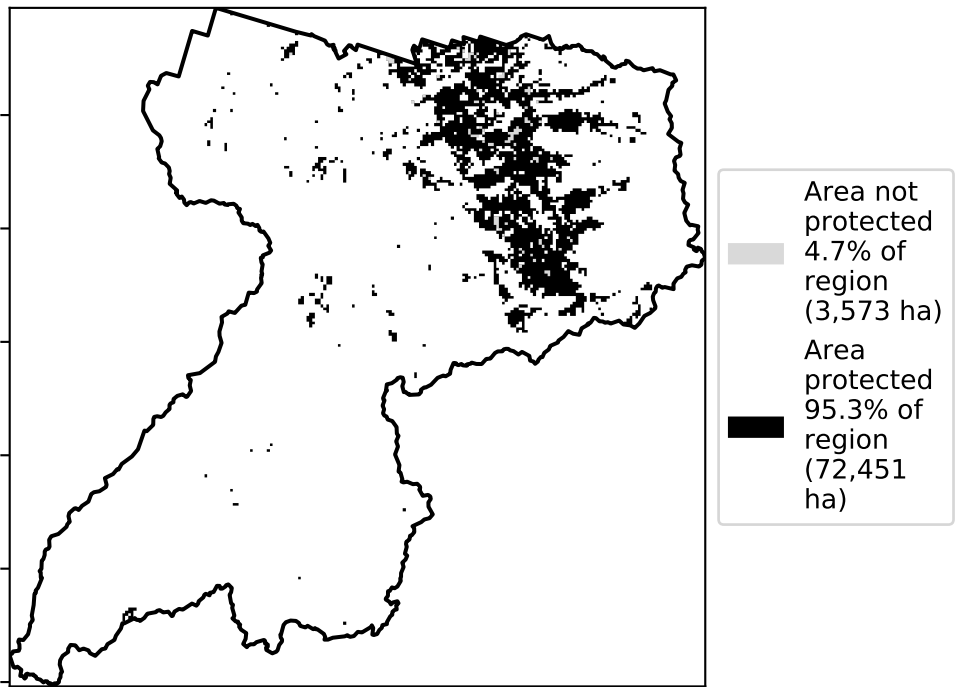 Area not
protected
4.7% of
region
(3,573 ha)
Area
protected
95.3% of
region
(72,451
ha)